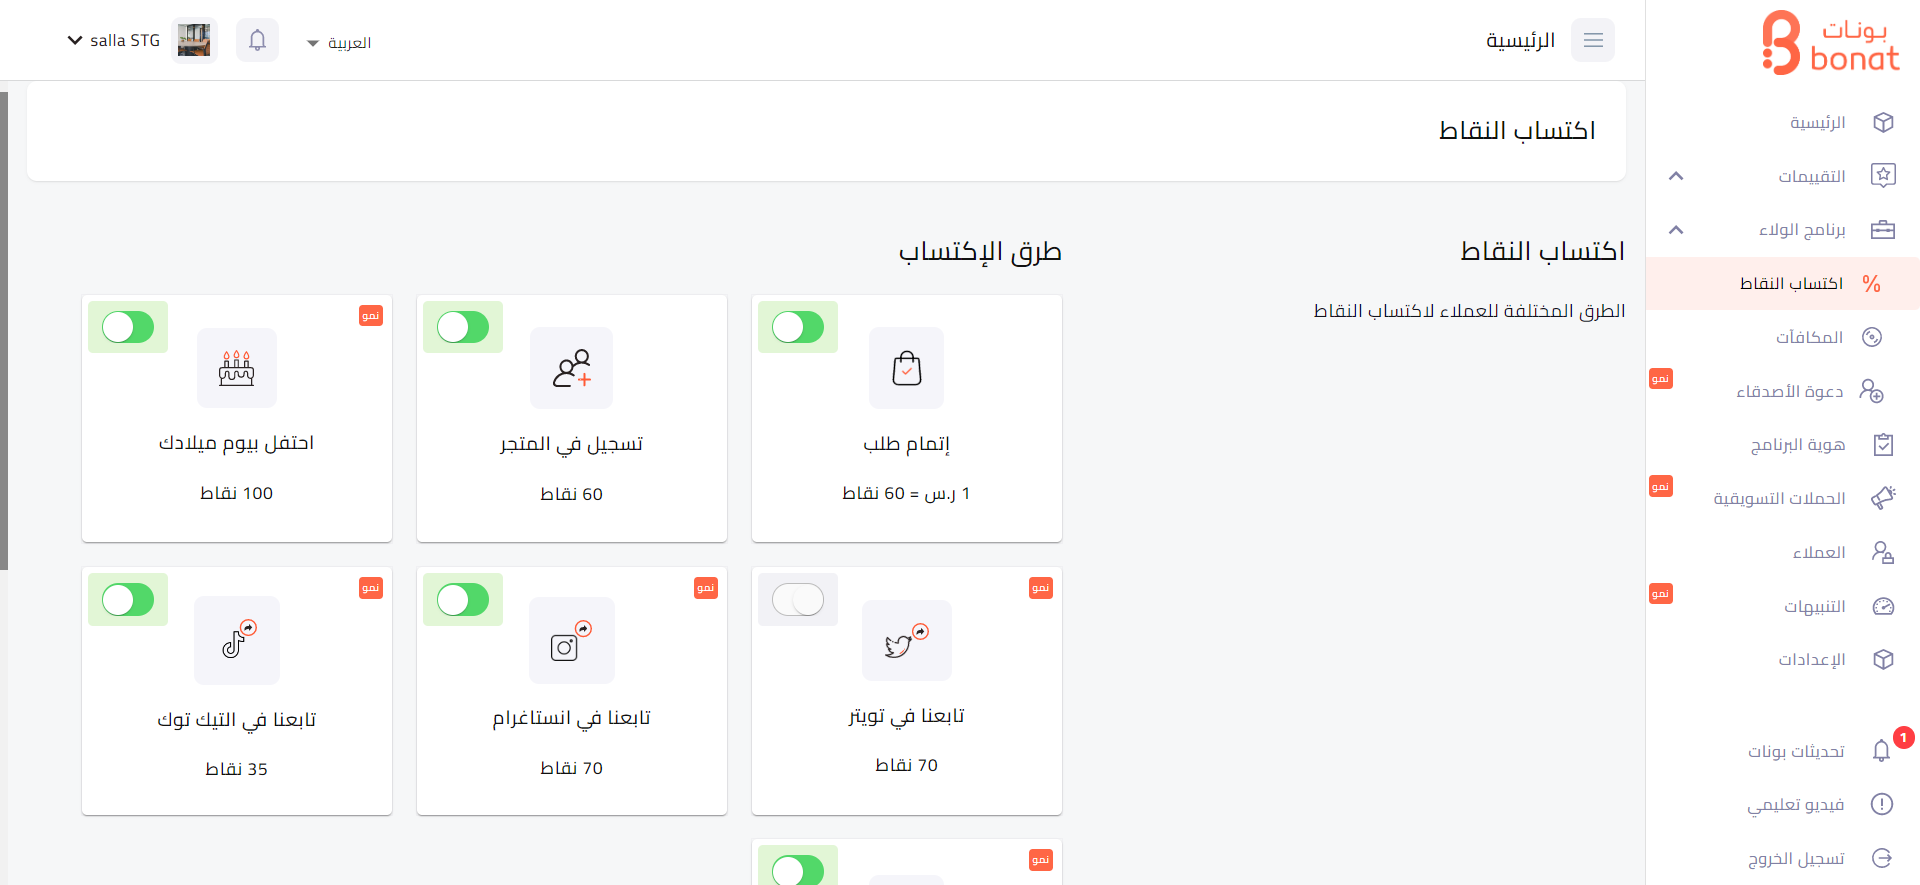 بونات
bonat
الرئيسية
العربية
salla STG
الرئيسية
التقييمات
برنامج الولاء
% اكتساب النقاط
المكافآت
دعوة الأصدقاء
نمو
هوية البرنامج
الحملات التسويقية
نمو
العملاء
التنبيهات
نمو
الإعدادات
1
تحديثات بونات
فيديو تعليمي
تسجيل الخروج
اكتساب النقاط
اكتساب النقاط
الطرق المختلفة للعملاء لاكتساب النقاط
طرق الإكتساب
إتمام طلب
1 ر.س = 60 نقاط
تسجيل في المتجر
60 نقاط
نمو
احتفل بيوم ميلادك
100 نقاط
نمو
تابعنا في تويتر
70 نقاط
نمو
تابعنا في انستاغرام
70 نقاط
نمو
تابعنا في التيك توك
35 نقاط
نمو